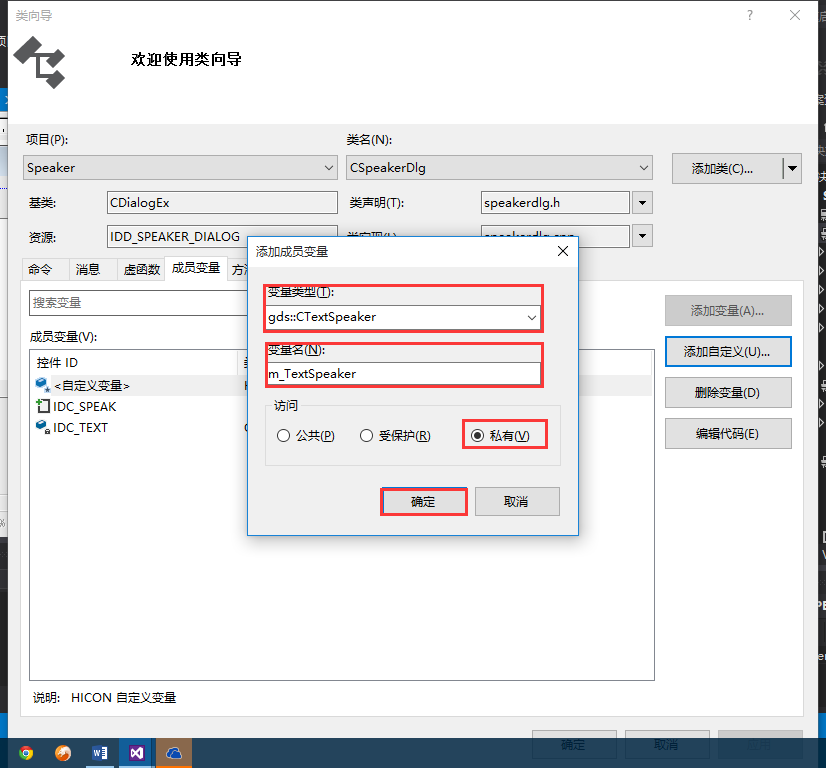 类向导
欢迎使用类向导
项目(P): 类名(N):
Speaker CSpeakerDlg 添加类(C)...
基类: CDialogEx 类声明(T): speakerdlg.h
资源: IDD_SPEAKER_DIALOG
命令 消息 虚函数 成员变量
搜索变量
成员变量(V):
控件 ID
<自定义变量>
IDC_SPEAK
IDC_TEXT
添加成员变量
变量类型(T):
gds::CTextSpeaker
变量名(N):
m_TextSpeaker
访问
公共(P) 受保护(R) 私有(V)
确定 取消
添加变量(A)...
添加自定义(U)...
删除变量(D)
编辑代码(E)
说明: HICON 自定义变量
确定 取消